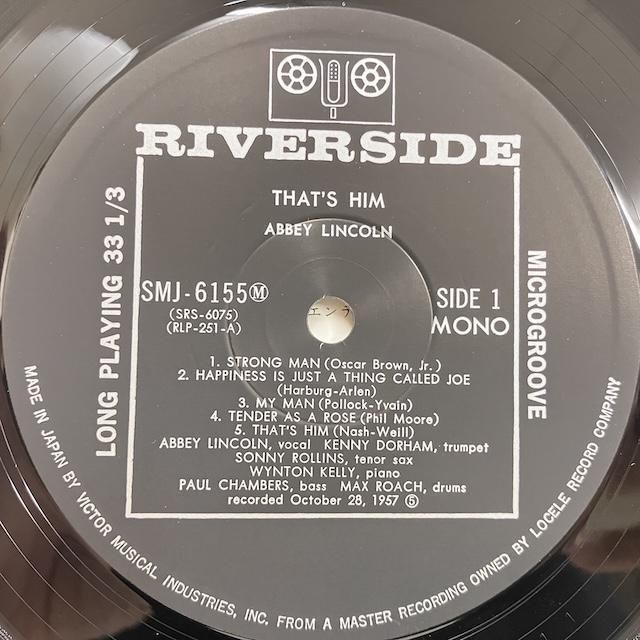 RIVERSIDE
THAT'S HIM
ABBEY LINCOLN
LONG PLAYING 33 1/3
MICROGROOVE
SMJ-6155Ⓜ
(SRS-6075)
(RLP-251-A)
SIDE 1
MONO
エンラ
1. STRONG MAN (Oscar Brown, Jr.)
2. HAPPINESS IS JUST A THING CALLED JOE
(Harburg-Arlen)
3. MY MAN (Pollock-Yvain)
4. TENDER AS A ROSE (Phil Moore)
5. THAT'S HIM (Nash-Weill)
ABBEY LINCOLN, vocal KENNY DORHAM, trumpet
SONNY ROLLINS, tenor sax
WYNTON KELLY, piano
PAUL CHAMBERS, bass MAX ROACH, drums
recorded October 28, 1957 ⑤
MADE IN JAPAN BY VICTOR MUSICAL INDUSTRIES, INC. FROM A MASTER RECORDING OWNED BY LOCELE RECORD COMPANY